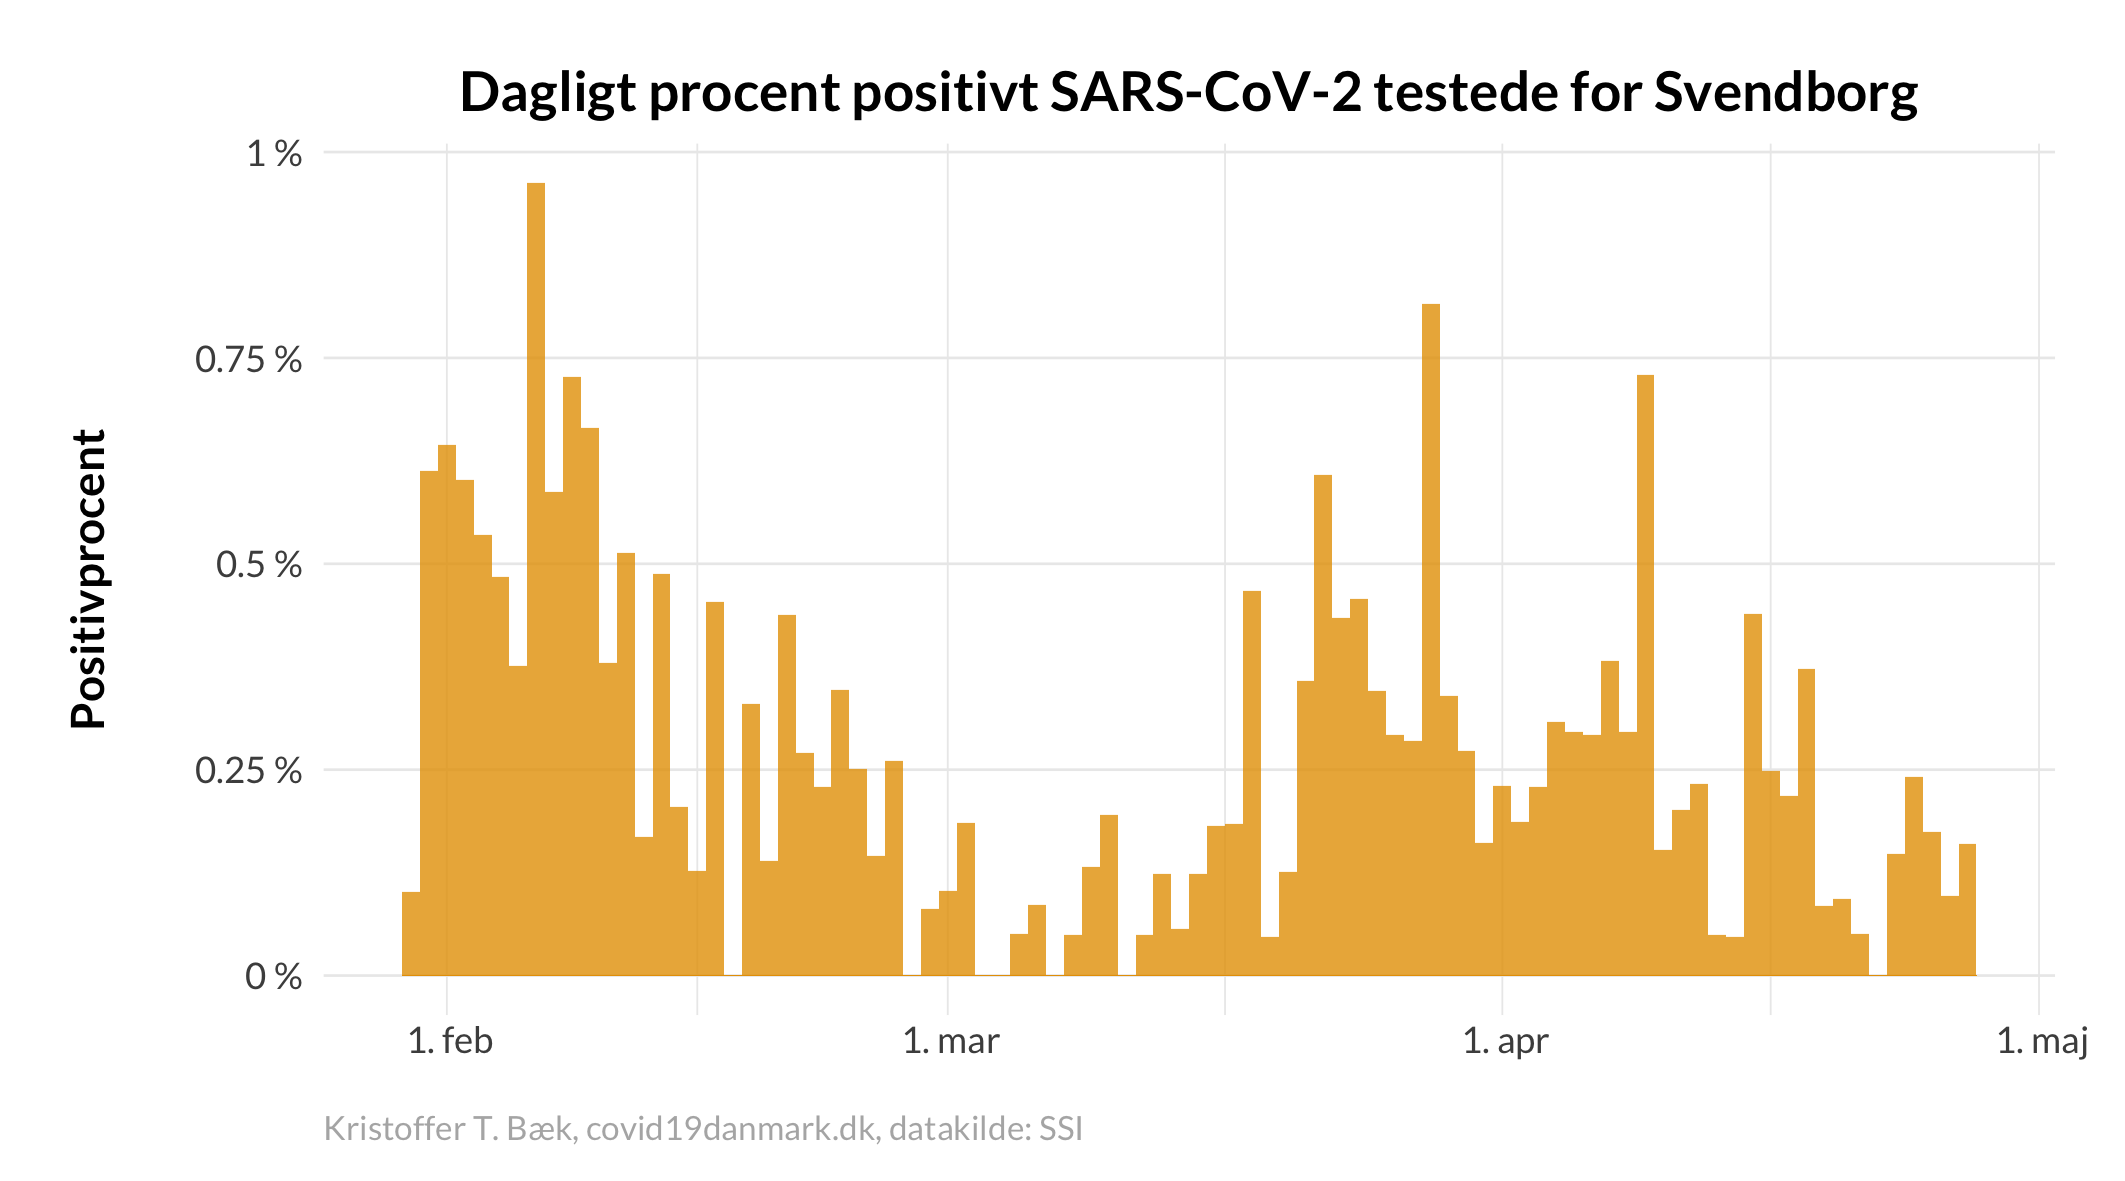 Dagligt procent positivt SARS-CoV-2 testede for Svendborg
1 %
0.75 %
0.5 %
0.25 %
0 %
Positivprocent
1. feb
1. mar
1. apr
1. maj
Kristoffer T. Bæk, covid19danmark.dk, datakilde: SSI